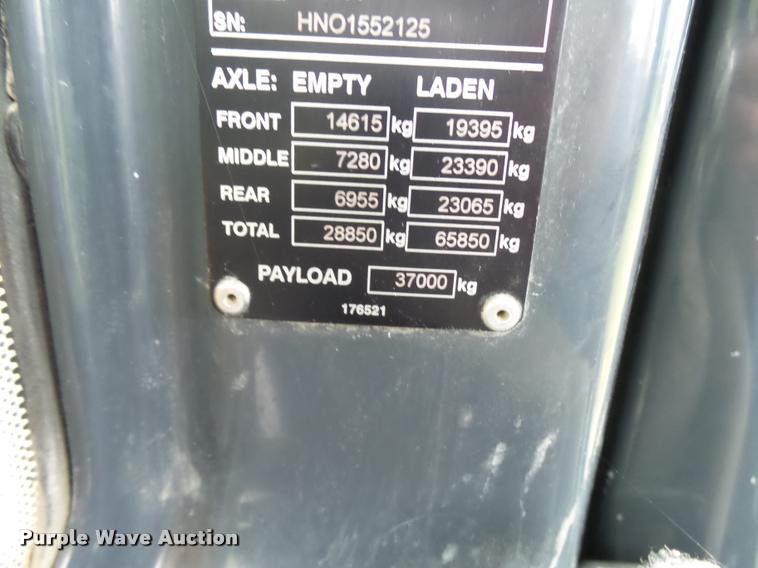 SN: HNO1552125
AXLE: EMPTY LADEN
FRONT 14615 kg 19395 kg
MIDDLE 7280 kg 23390 kg
REAR 6955 kg 23065 kg
TOTAL 28850 kg 65850 kg
PAYLOAD 37000 kg
176521
Purple Wave Auction